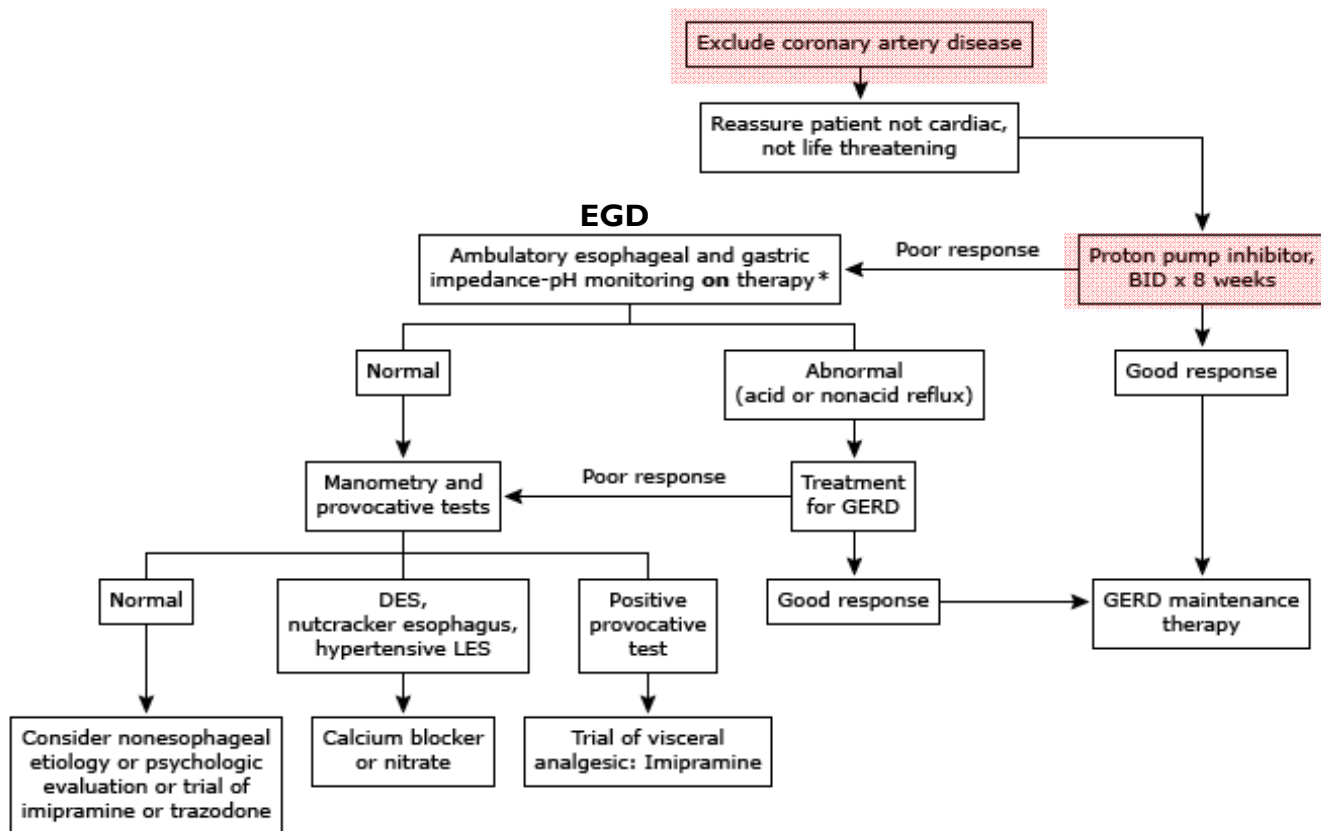 Exclude coronary artery disease
Reassure patient not cardiac,
not life threatening
EGD
Ambulatory esophageal and gastric
impedance-pH monitoring on therapy*
Poor response
Proton pump inhibitor,
BID x 8 weeks
Normal
Abnormal
(acid or nonacid reflux)
Good response
Manometry and
provocative tests
Poor response
Treatment
for GERD
Normal
DES,
nutcracker esophagus,
hypertensive LES
Positive
provocative
test
Good response
GERD maintenance
therapy
Consider nonesophageal
etiology or psychologic
evaluation or trial of
imipramine or trazodone
Calcium blocker
or nitrate
Trial of visceral
analgesic: Imipramine